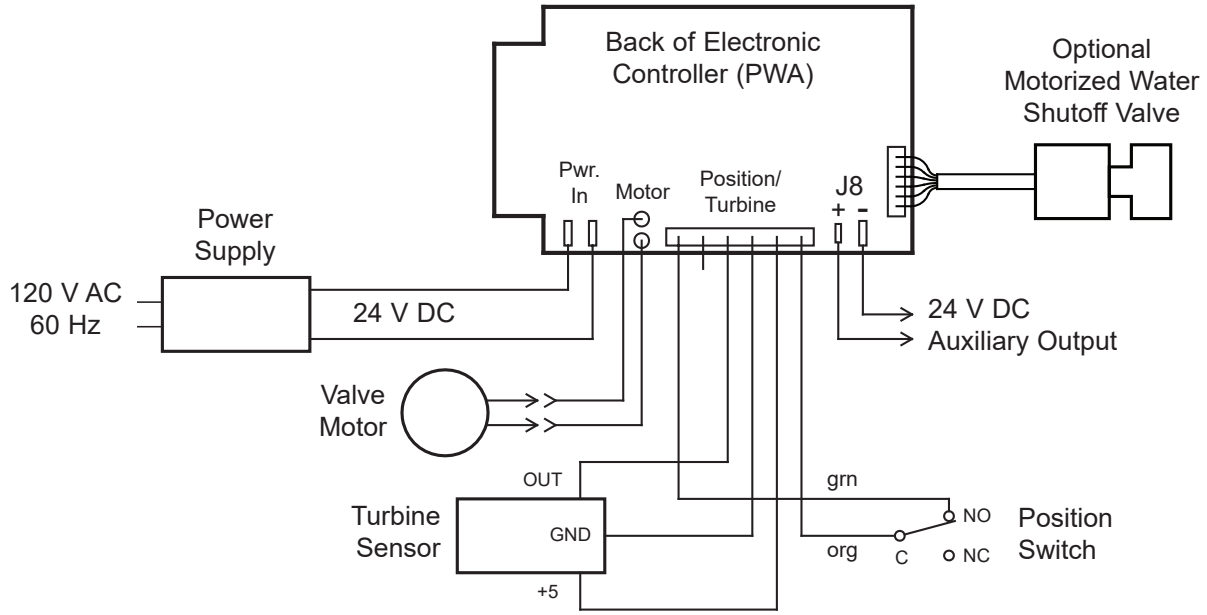 Back of Electronic
Controller (PWA)
Optional
Motorized Water
Shutoff Valve
Pwr.
In
Motor
Position/
Turbine
J8
+ -
Power
Supply
120 V AC
60 Hz
24 V DC
24 V DC
Auxiliary Output
Valve
Motor
OUT
Turbine
Sensor
GND
+5
grn
org
NO
C
NC
Position
Switch